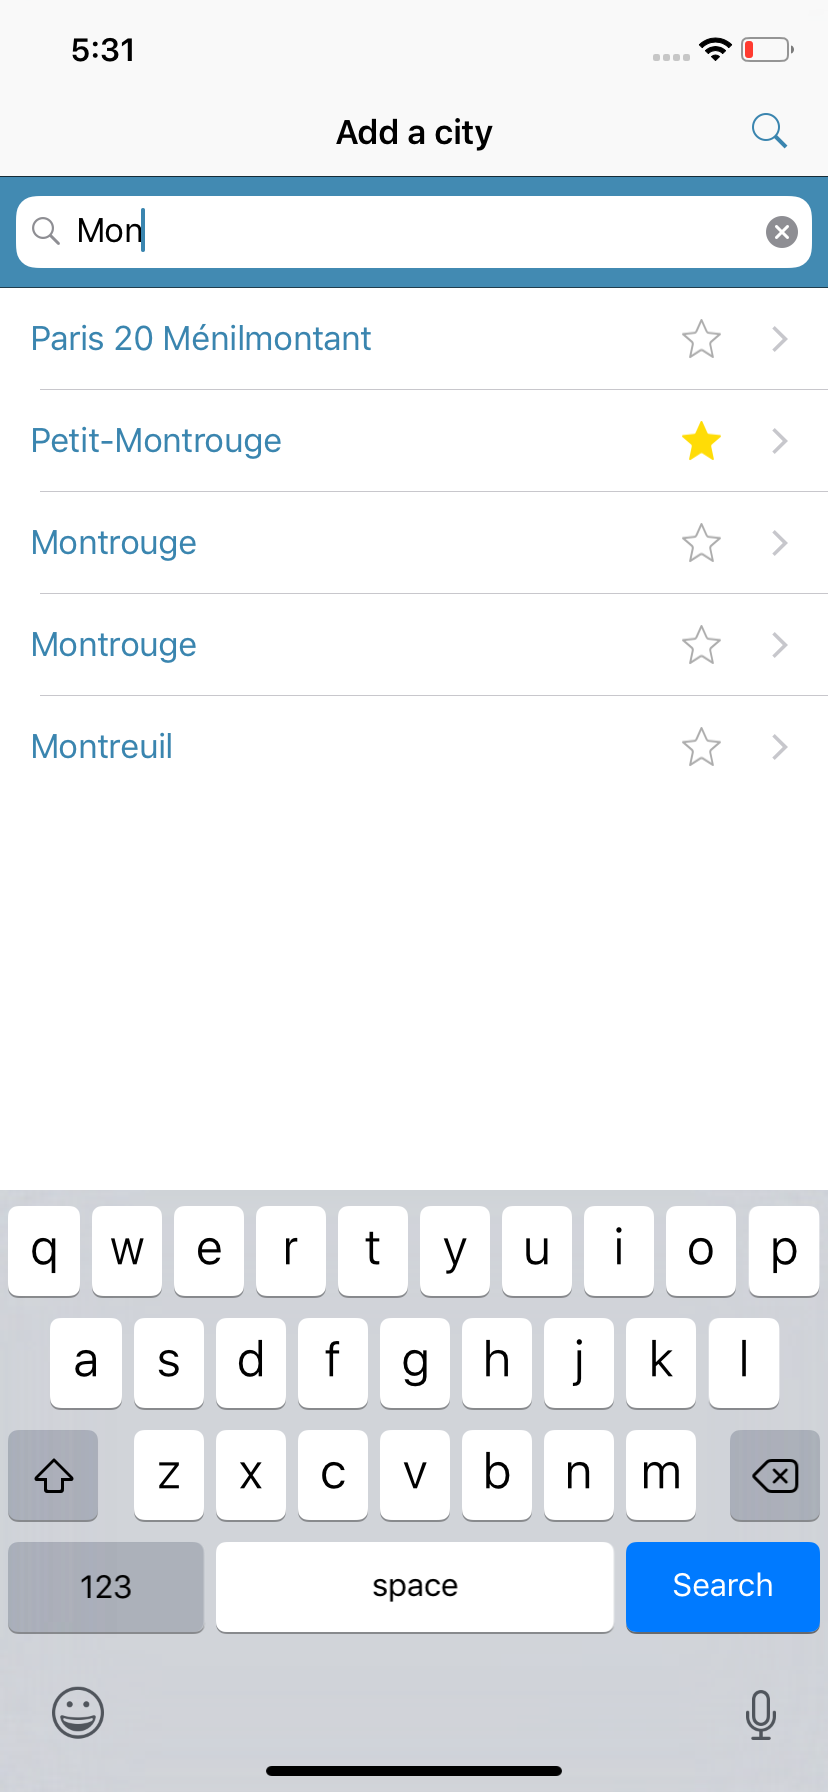 5:31
Add a city
Mon
Paris 20 Ménilmontant
Petit-Montrouge
Montrouge
Montrouge
Montreuil
q w e r t y u i o p
a s d f g h j k l
z x c v b n m
123 space Search